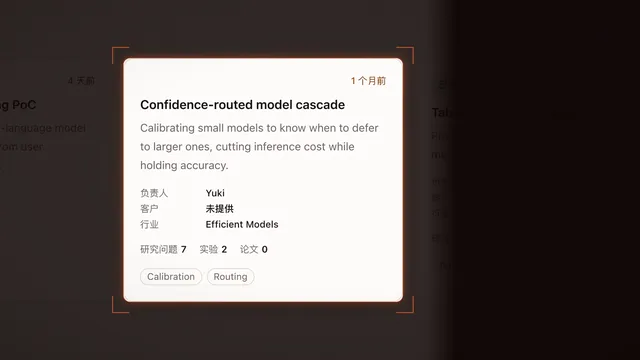 4 天前
1 个月前
g PoC
-language model
om user
Confidence-routed model cascade
Calibrating small models to know when to defer
to larger ones, cutting inference cost while
holding accuracy.
负责人 Yuki
客户 未提供
行业 Efficient Models
研究问题 7 实验 2 论文 0
Calibration Routing